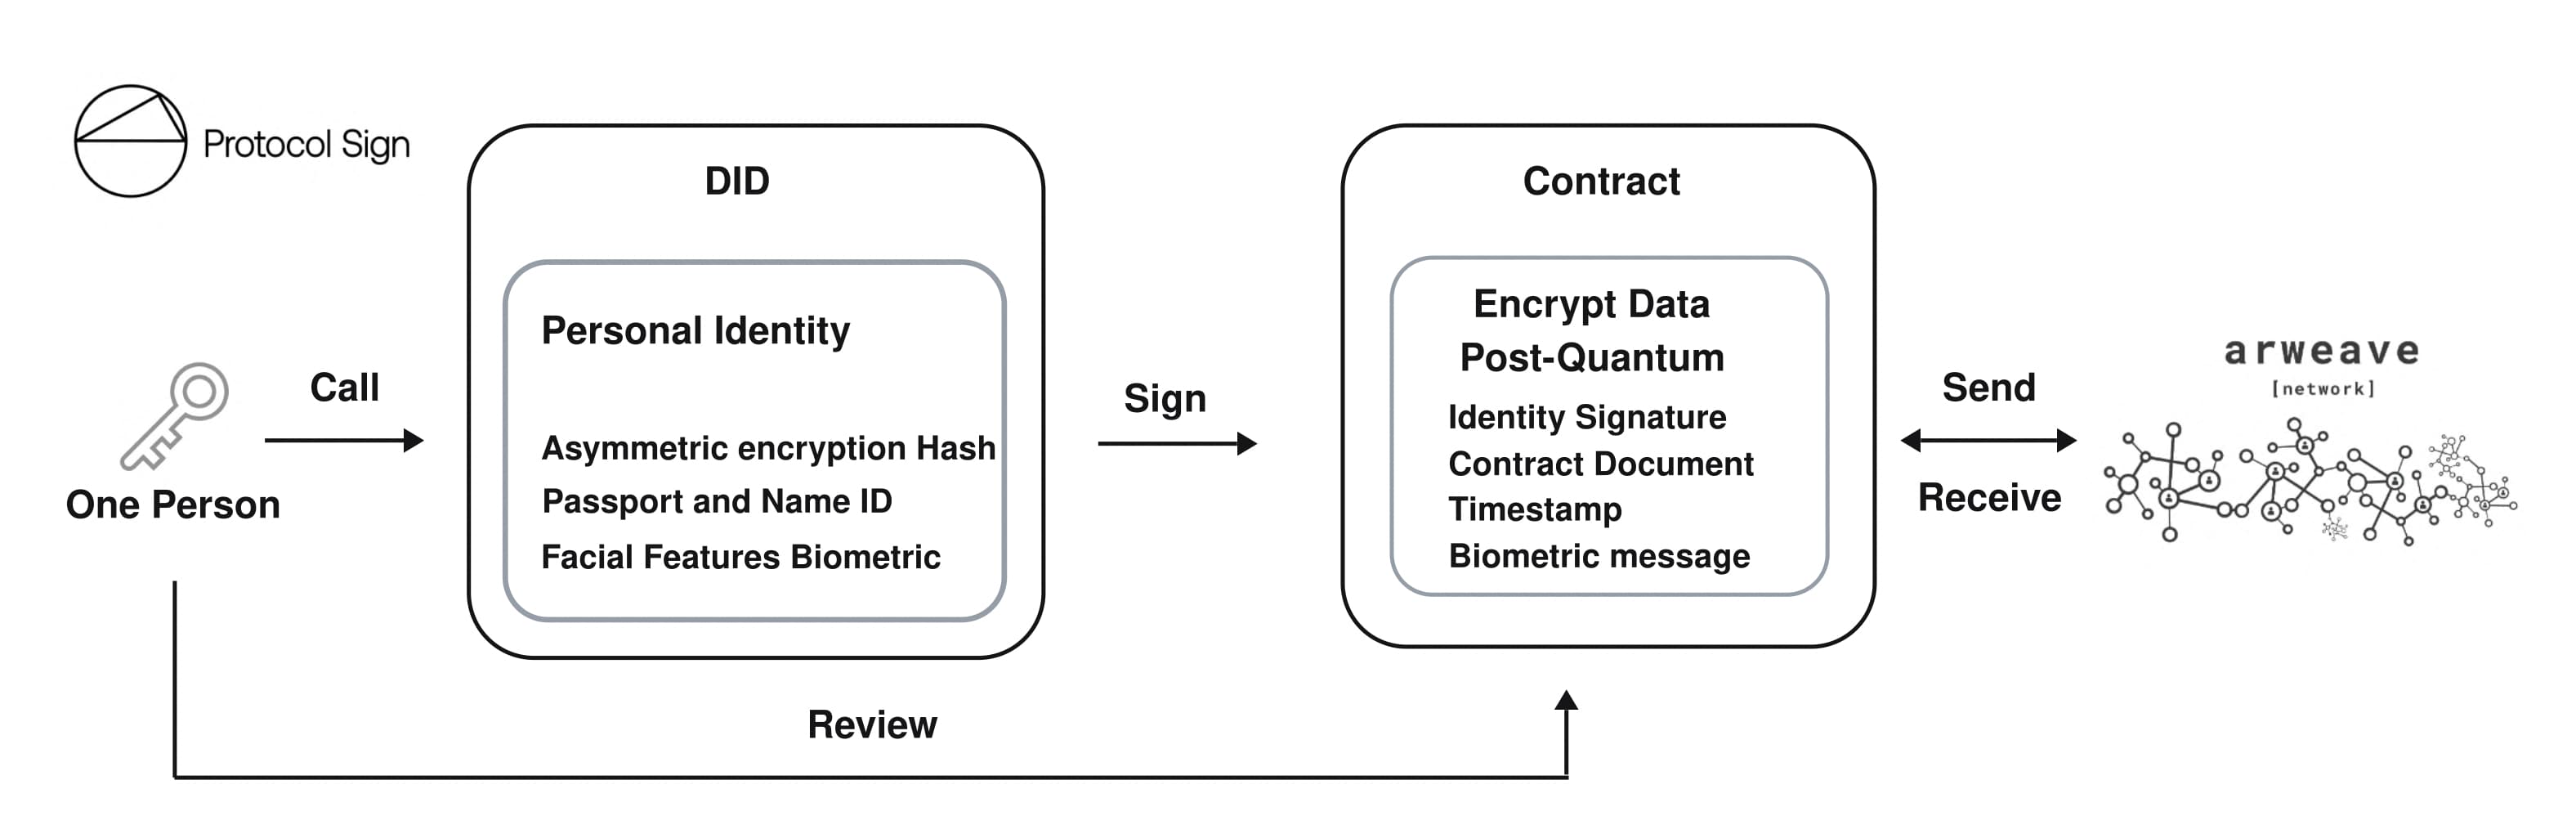 Protocol Sign
DID
Personal Identity
Asymmetric encryption Hash
Passport and Name ID
Facial Features Biometric
Contract
Encrypt Data
Post-Quantum
Identity Signature
Contract Document
Timestamp
Biometric message
One Person
Call
Sign
Send
Receive
arweave
[network]
Review